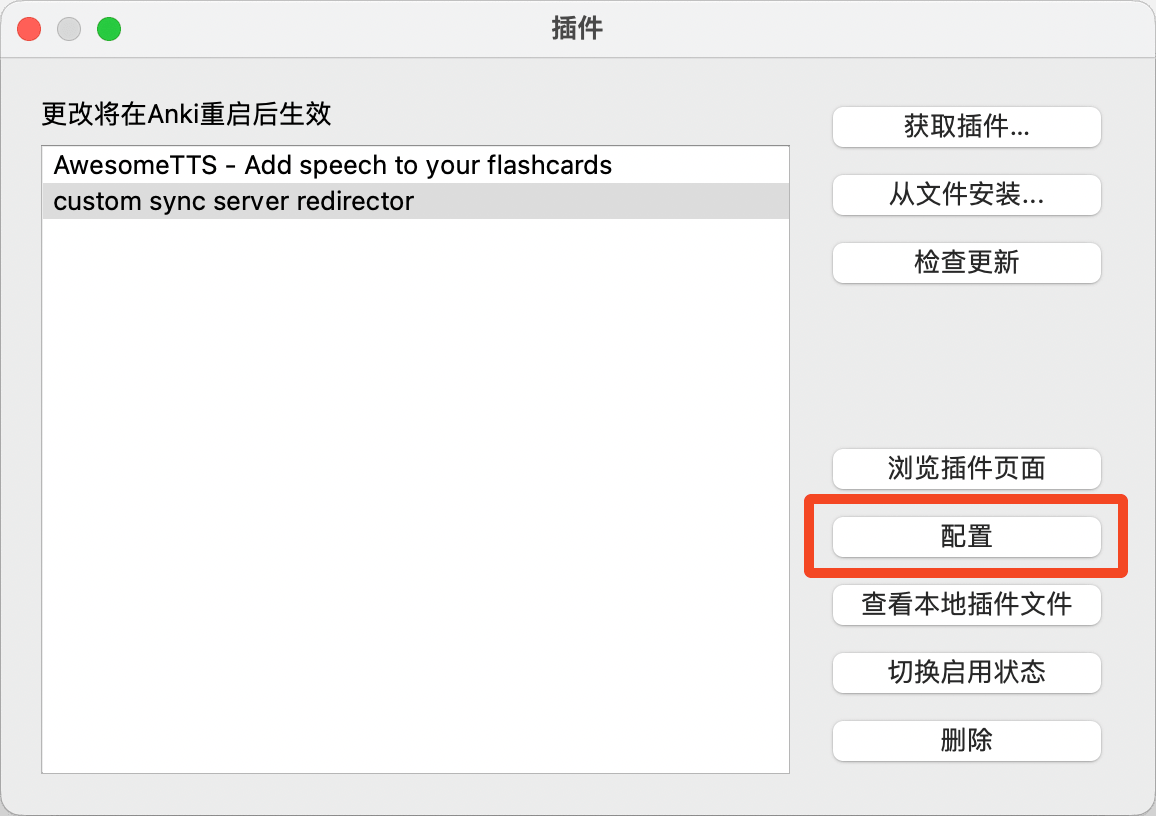 插件
更改将在Anki重启后生效
AwesomeTTS - Add speech to your flashcards
custom sync server redirector
获取插件...
从文件安装...
检查更新
浏览插件页面
配置
查看本地插件文件
切换启用状态
删除